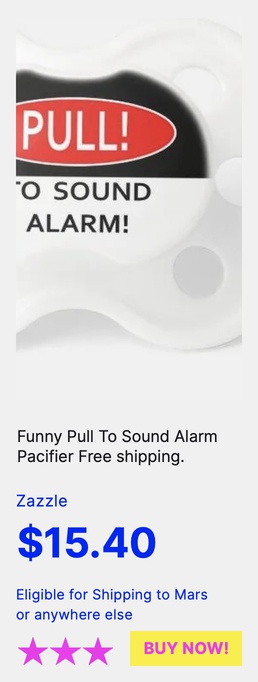 PULL!
TO SOUND
ALARM!
Funny Pull To Sound Alarm
Pacifier Free shipping.
Zazzle
$15.40
Eligible for Shipping to Mars
or anywhere else
BUY NOW!